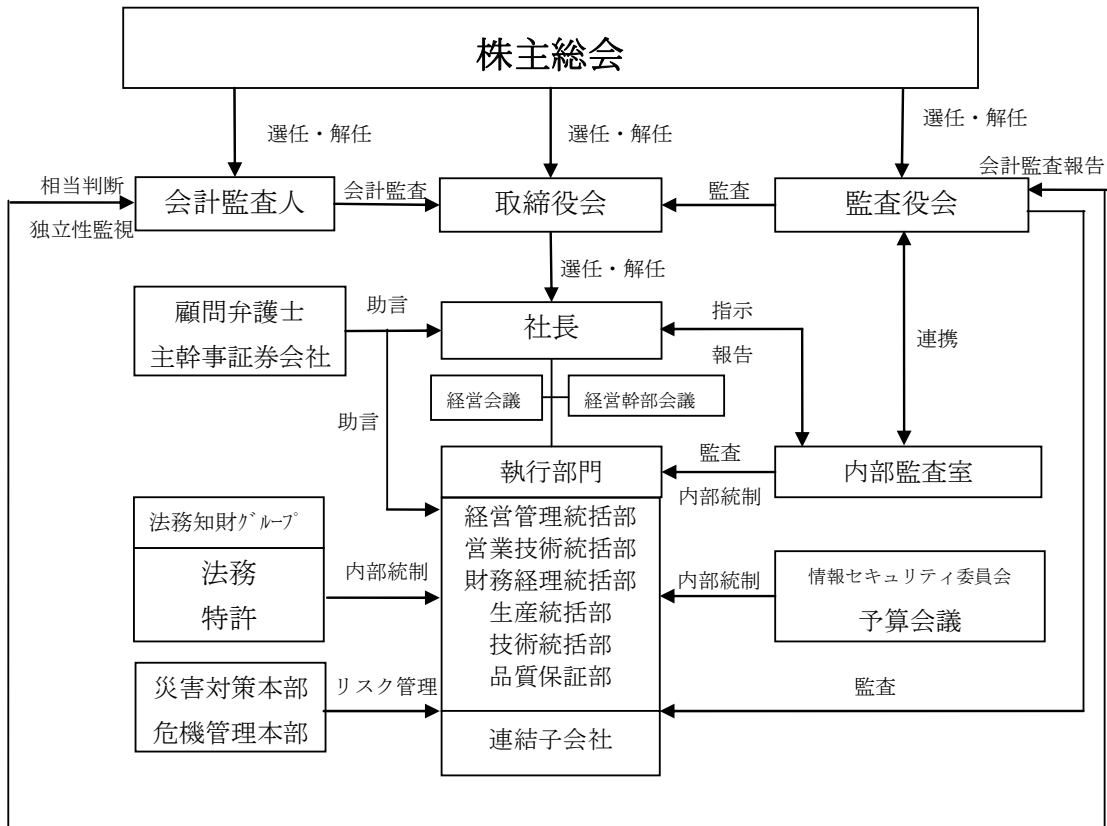 株主総会
選任・解任
選任・解任
選任・解任
相当判断
独立性監視
会計監査人
会計監査
取締役会
監査
監査役会
会計監査報告
選任・解任
顧問弁護士
主幹事証券会社
助言
社長
指示
報告
連携
経営会議
経営幹部会議
助言
執行部門
監査
内部統制
内部監査室
法務知財ｸﾞﾙｰﾌﾟ
法務
特許
内部統制
経営管理統括部
営業技術統括部
財務経理統括部
生産統括部
技術統括部
品質保証部
内部統制
情報セキュリティ委員会
予算会議
災害対策本部
危機管理本部
リスク管理
連結子会社
監査